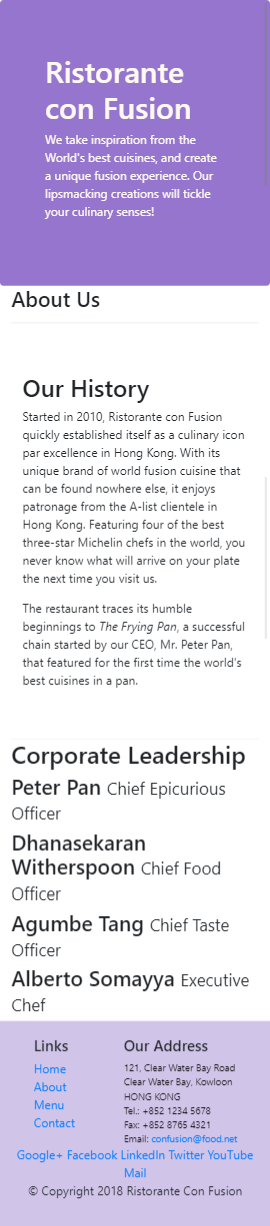 Ristorante
con Fusion
We take inspiration from the
World's best cuisines, and create
a unique fusion experience. Our
lipsmacking creations will tickle
your culinary senses!
About Us
Our History
Started in 2010, Ristorante con Fusion
quickly established itself as a culinary icon
par excellence in Hong Kong. With its
unique brand of world fusion cuisine that
can be found nowhere else, it enjoys
patronage from the A-list clientele in
Hong Kong. Featuring four of the best
three-star Michelin chefs in the world, you
never know what will arrive on your plate
the next time you visit us.
The restaurant traces its humble
beginnings to The Frying Pan, a successful
chain started by our CEO, Mr. Peter Pan,
that featured for the first time the world's
best cuisines in a pan.
Corporate Leadership
Peter Pan Chief Epicurious
Officer
Dhanasekaran
Witherspoon Chief Food
Officer
Agumbe Tang Chief Taste
Officer
Alberto Somayya Executive
Chef
Links
Home
About
Menu
Contact
Our Address
121, Clear Water Bay Road
Clear Water Bay, Kowloon
HONG KONG
Tel.: +852 1234 5678
Fax: +852 8765 4321
Email: confusion@food.net
Google+ Facebook LinkedIn Twitter YouTube
Mail
© Copyright 2018 Ristorante Con Fusion